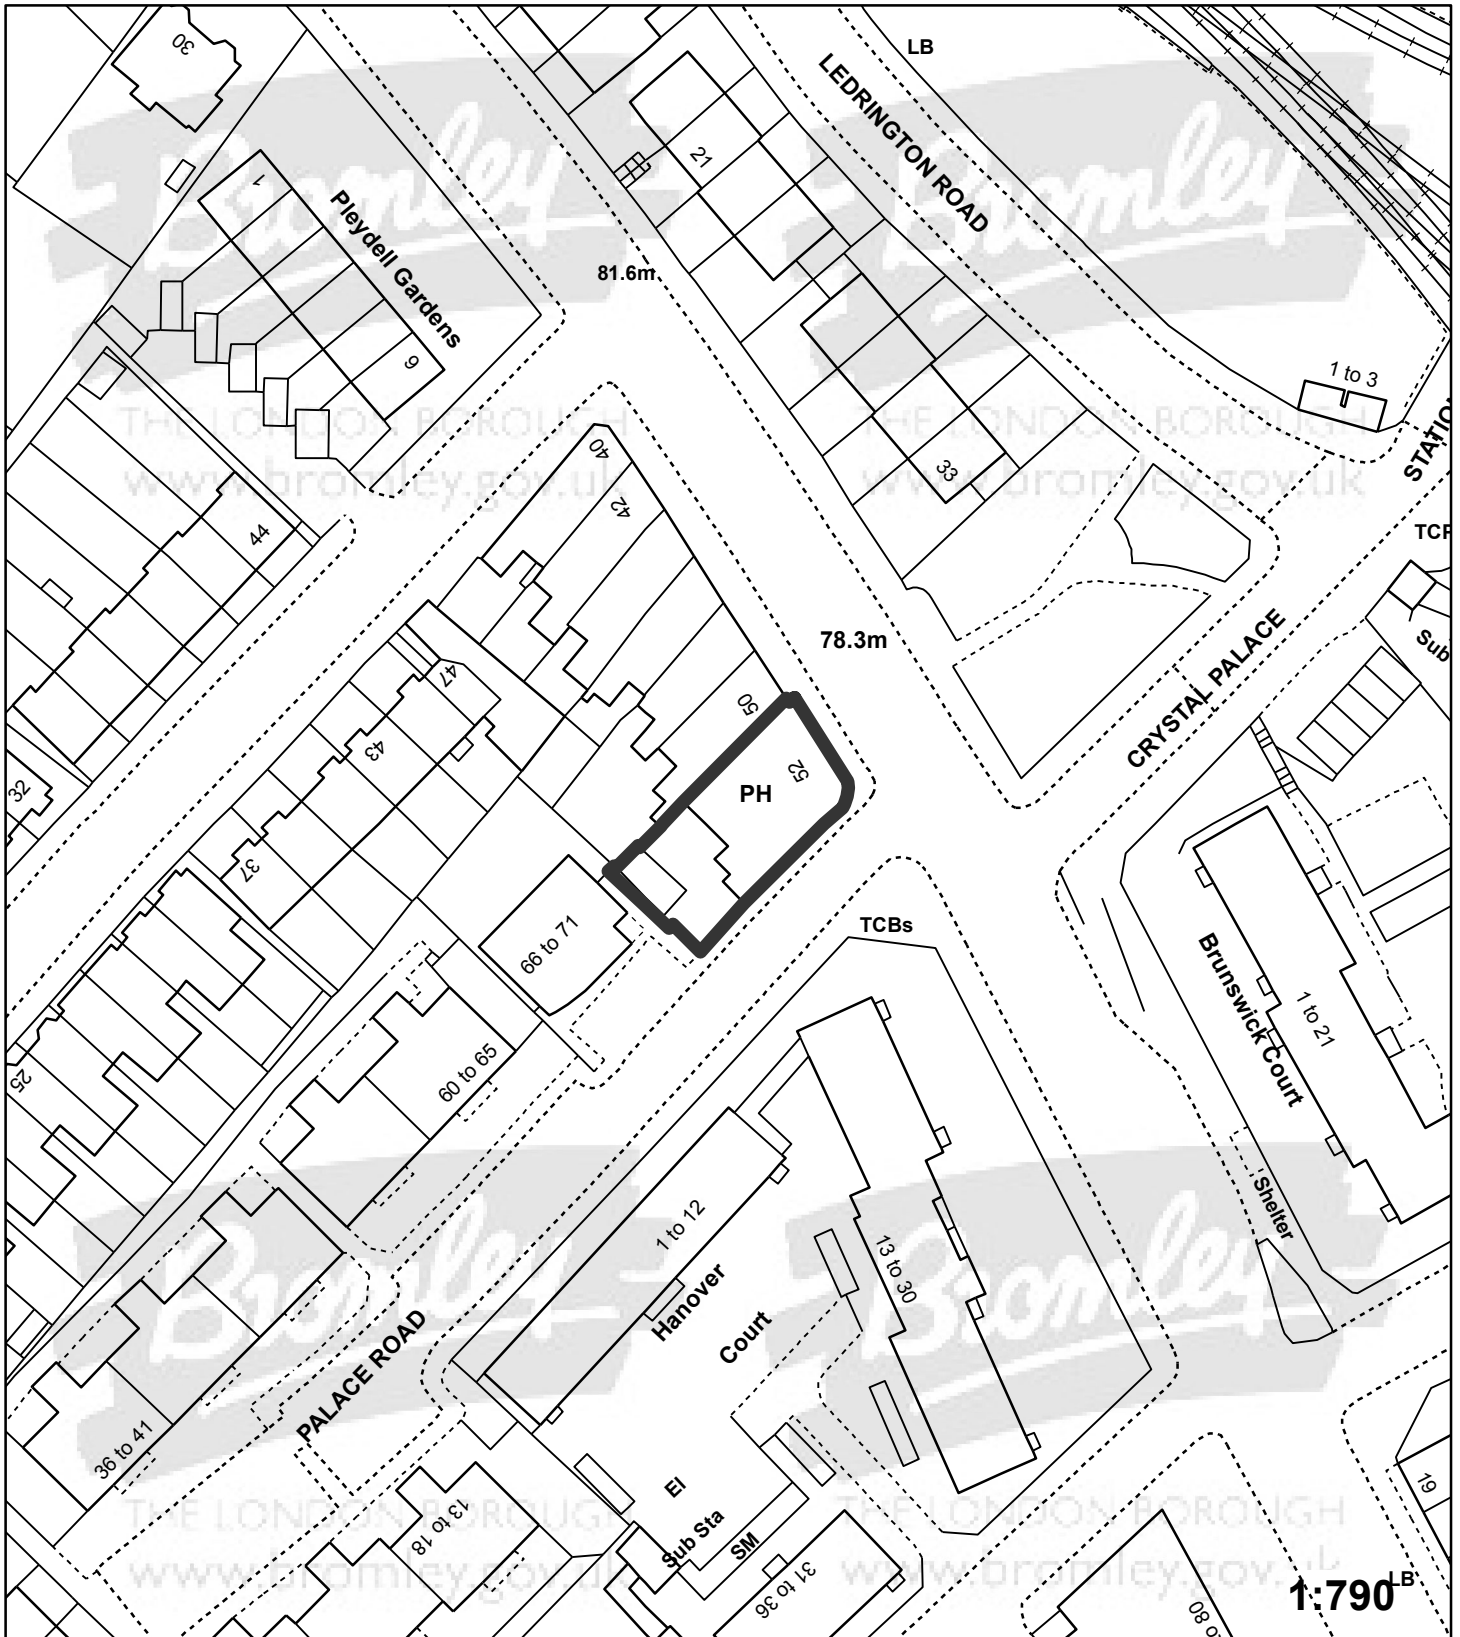 30
LB
LEDRINGTON ROAD
21
1
Pleydell Gardens
81.6m
6
1 to 3
THE LONDON BOROUGH
www.bromley.gov.uk
THE LONDON BOROUGH
www.bromley.gov.uk
Bromley
Bromley
40
42
33
44
TCP
78.3m
CRYSTAL PALACE
Sub
47
50
43
52
PH
32
37
TCBs
66 to 71
Brunswick Court
1 to 21
25
60 to 65
Shelter
1 to 12
13 to 30
Hanover
Court
PALACE ROAD
Bromley
Bromley
36 to 41
El
Sub Sta
SM
13 to 18
19
31 to 36
THE LONDON BOROUGH
www.bromley.gov.uk
THE LONDON BOROUGH
www.bromley.gov.uk
LB
1:790